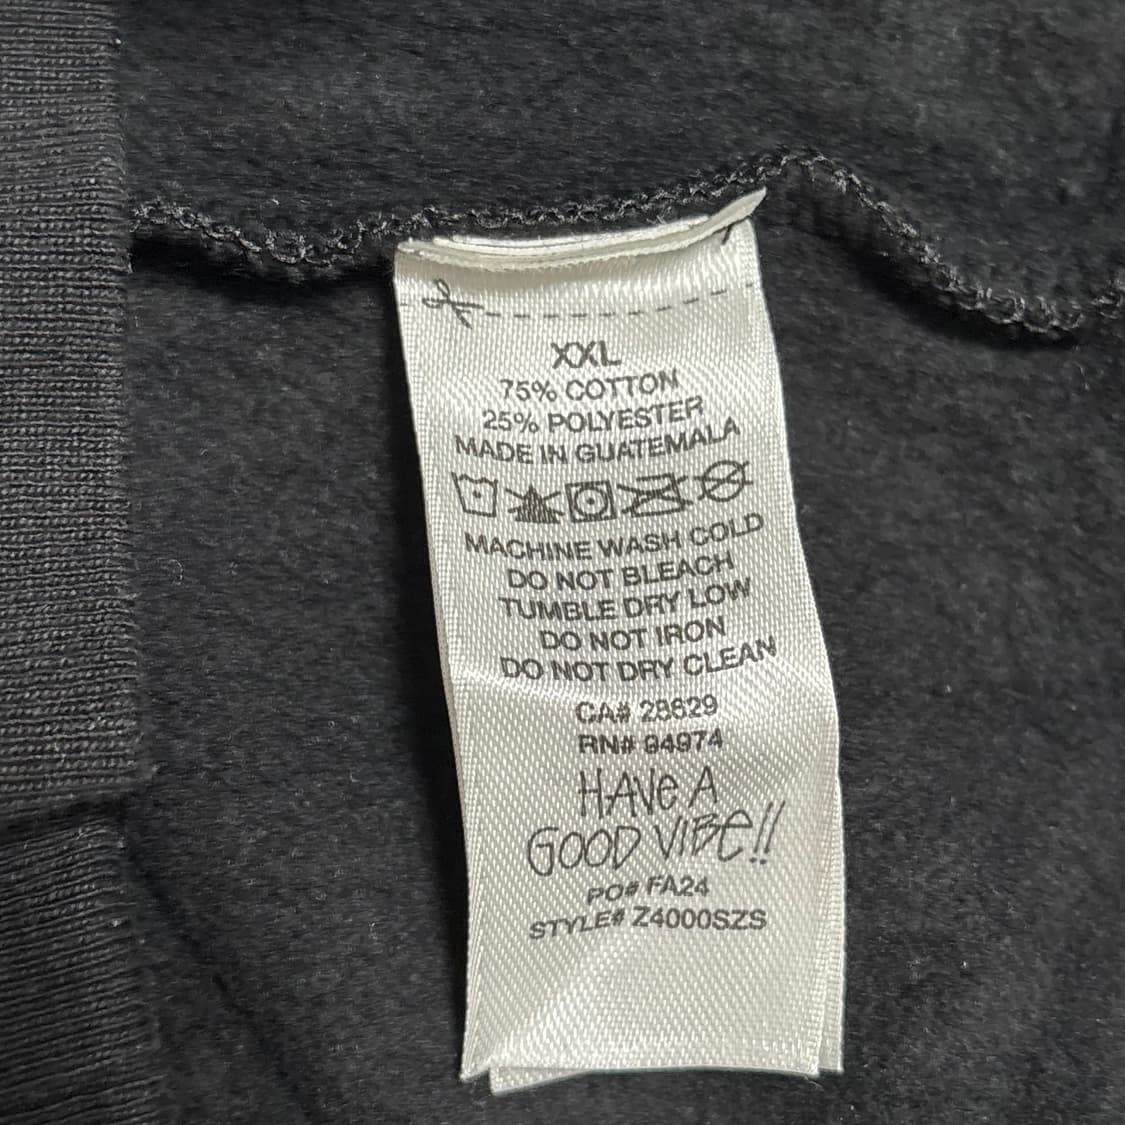 XXL
75% COTTON
25% POLYESTER
MADE IN GUATEMALA
MACHINE WASH COLD
DO NOT BLEACH
TUMBLE DRY LOW
DO NOT IRON
DO NOT DRY CLEAN
CA# 28829
RN# 94974
HAVE A
GOOD VIBE!!
PO# FA24
STYLE# Z4000SZS